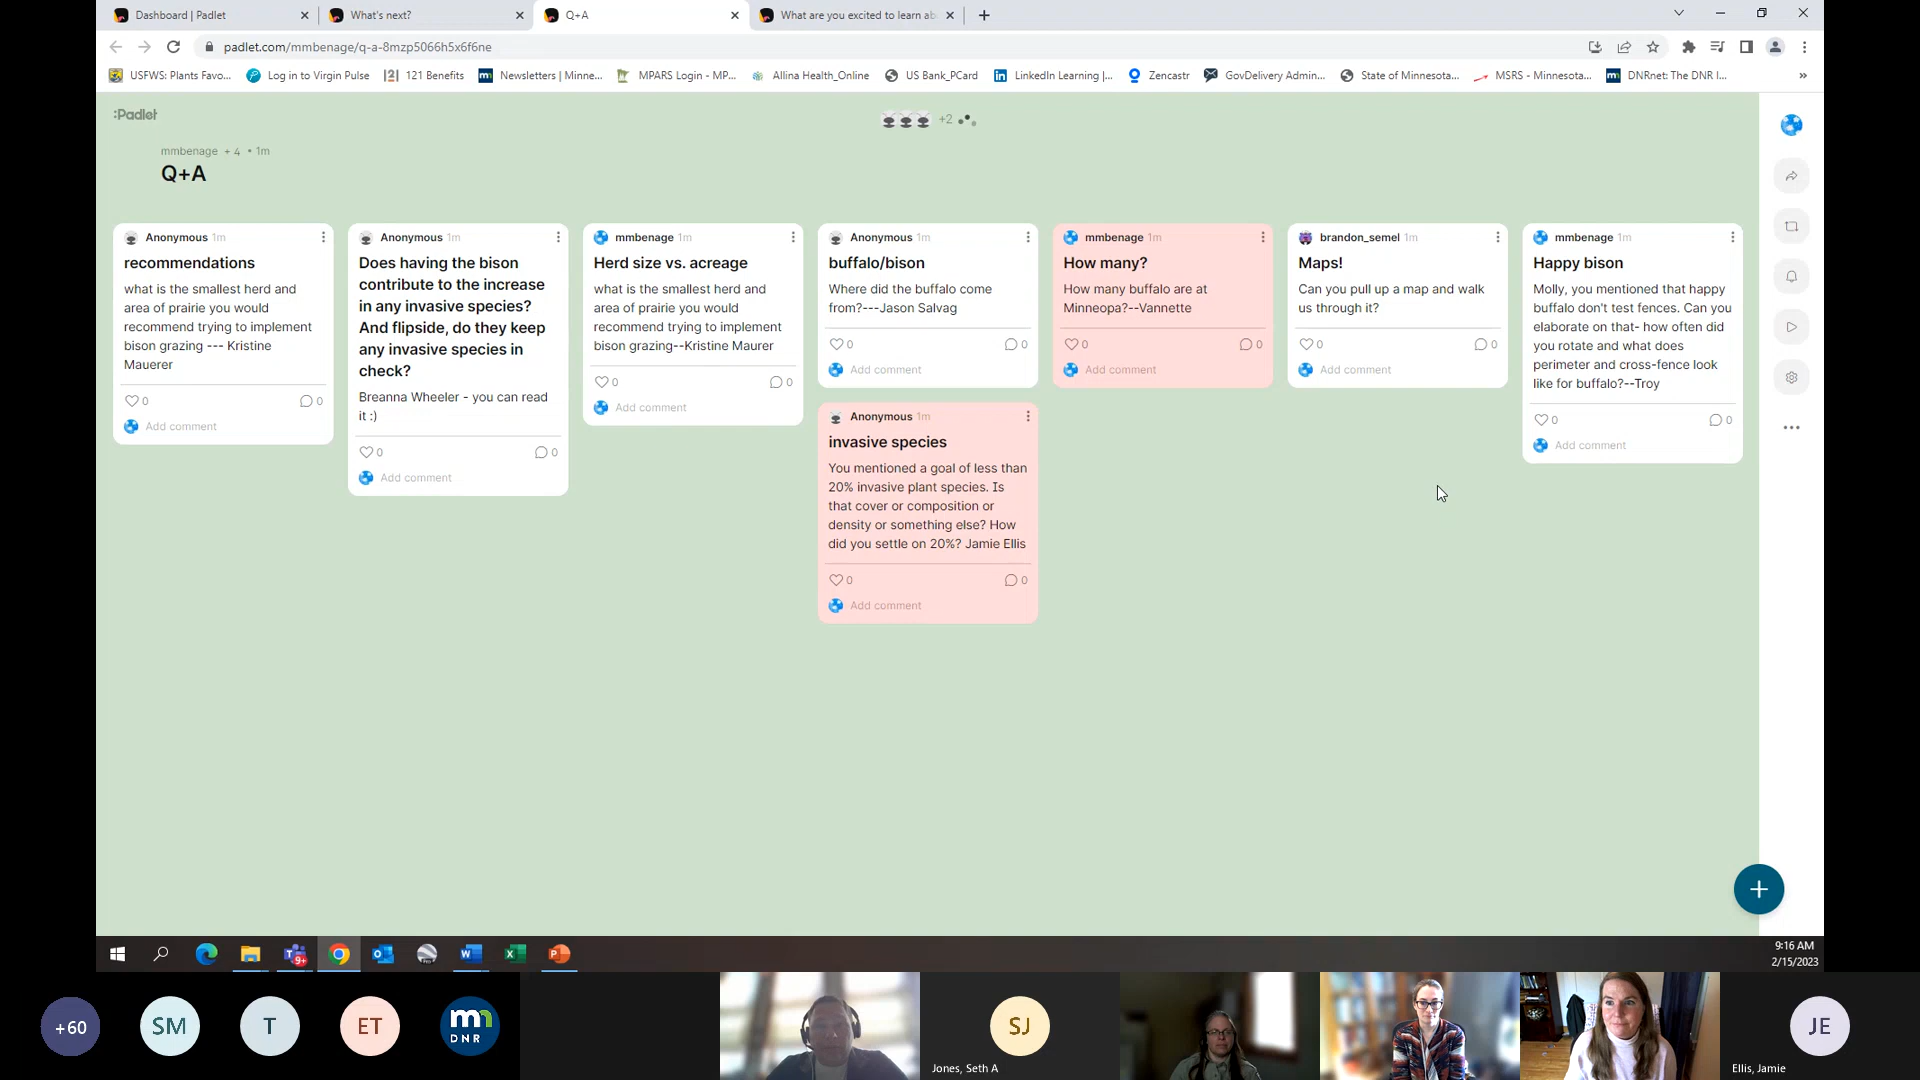 Dashboard | Padlet
What's next?
Q+A
What are you excited to learn ab
padlet.com/mmbenage/q-a-8mzp5066h5x6f6ne
USFWS: Plants Favo...
Log in to Virgin Pulse
121 Benefits
Newsletters | Minne...
MPARS Login - MP...
Allina Health_Online
US Bank_PCard
LinkedIn Learning |...
Zencastr
GovDelivery Admin...
State of Minnesota...
MSRS - Minnesota...
DNRnet: The DNR I...
:Padlet
+2
mmbenage + 4 • 1m
Q+A
Anonymous 1m
recommendations
what is the smallest herd and
area of prairie you would
recommend trying to implement
bison grazing --- Kristine
Mauerer
0
0
Add comment
Anonymous 1m
Does having the bison
contribute to the increase
in any invasive species?
And flipside, do they keep
any invasive species in
check?
Breanna Wheeler - you can read
it :)
0
0
Add comment
mmbenage 1m
Herd size vs. acreage
what is the smallest herd and
area of prairie you would
recommend trying to implement
bison grazing--Kristine Maurer
0
0
Add comment
Anonymous 1m
buffalo/bison
Where did the buffalo come
from?---Jason Salvag
0
0
Add comment
Anonymous 1m
invasive species
You mentioned a goal of less than
20% invasive plant species. Is
that cover or composition or
density or something else? How
did you settle on 20%? Jamie Ellis
0
0
Add comment
mmbenage 1m
How many?
How many buffalo are at
Minneopa?--Vannette
0
0
Add comment
brandon_semel 1m
Maps!
Can you pull up a map and walk
us through it?
0
0
Add comment
mmbenage 1m
Happy bison
Molly, you mentioned that happy
buffalo don't test fences. Can you
elaborate on that- how often did
you rotate and what does
perimeter and cross-fence look
like for buffalo?--Troy
0
0
Add comment
9+
9:16 AM
2/15/2023
+60
SM
T
ET
mn
DNR
SJ
Jones, Seth A
JE
Ellis, Jamie